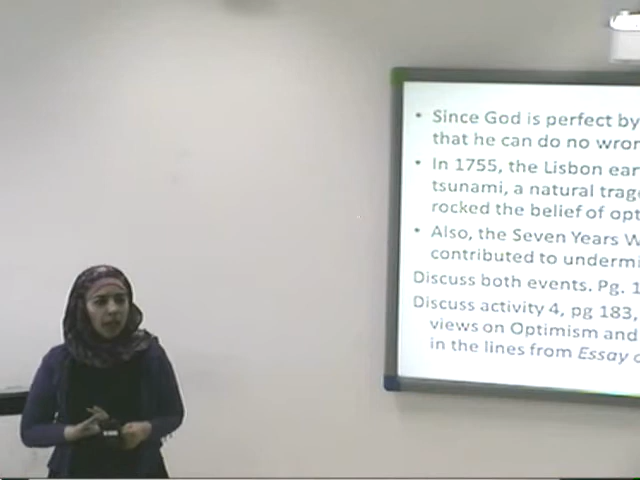 • Since God is perfect by
that he can do no wron
• In 1755, the Lisbon ear
tsunami, a natural trag
rocked the belief of opt
• Also, the Seven Years W
contributed to undermi
Discuss both events. Pg. 1
Discuss activity 4, pg 183,
views on Optimism and
in the lines from Essay o